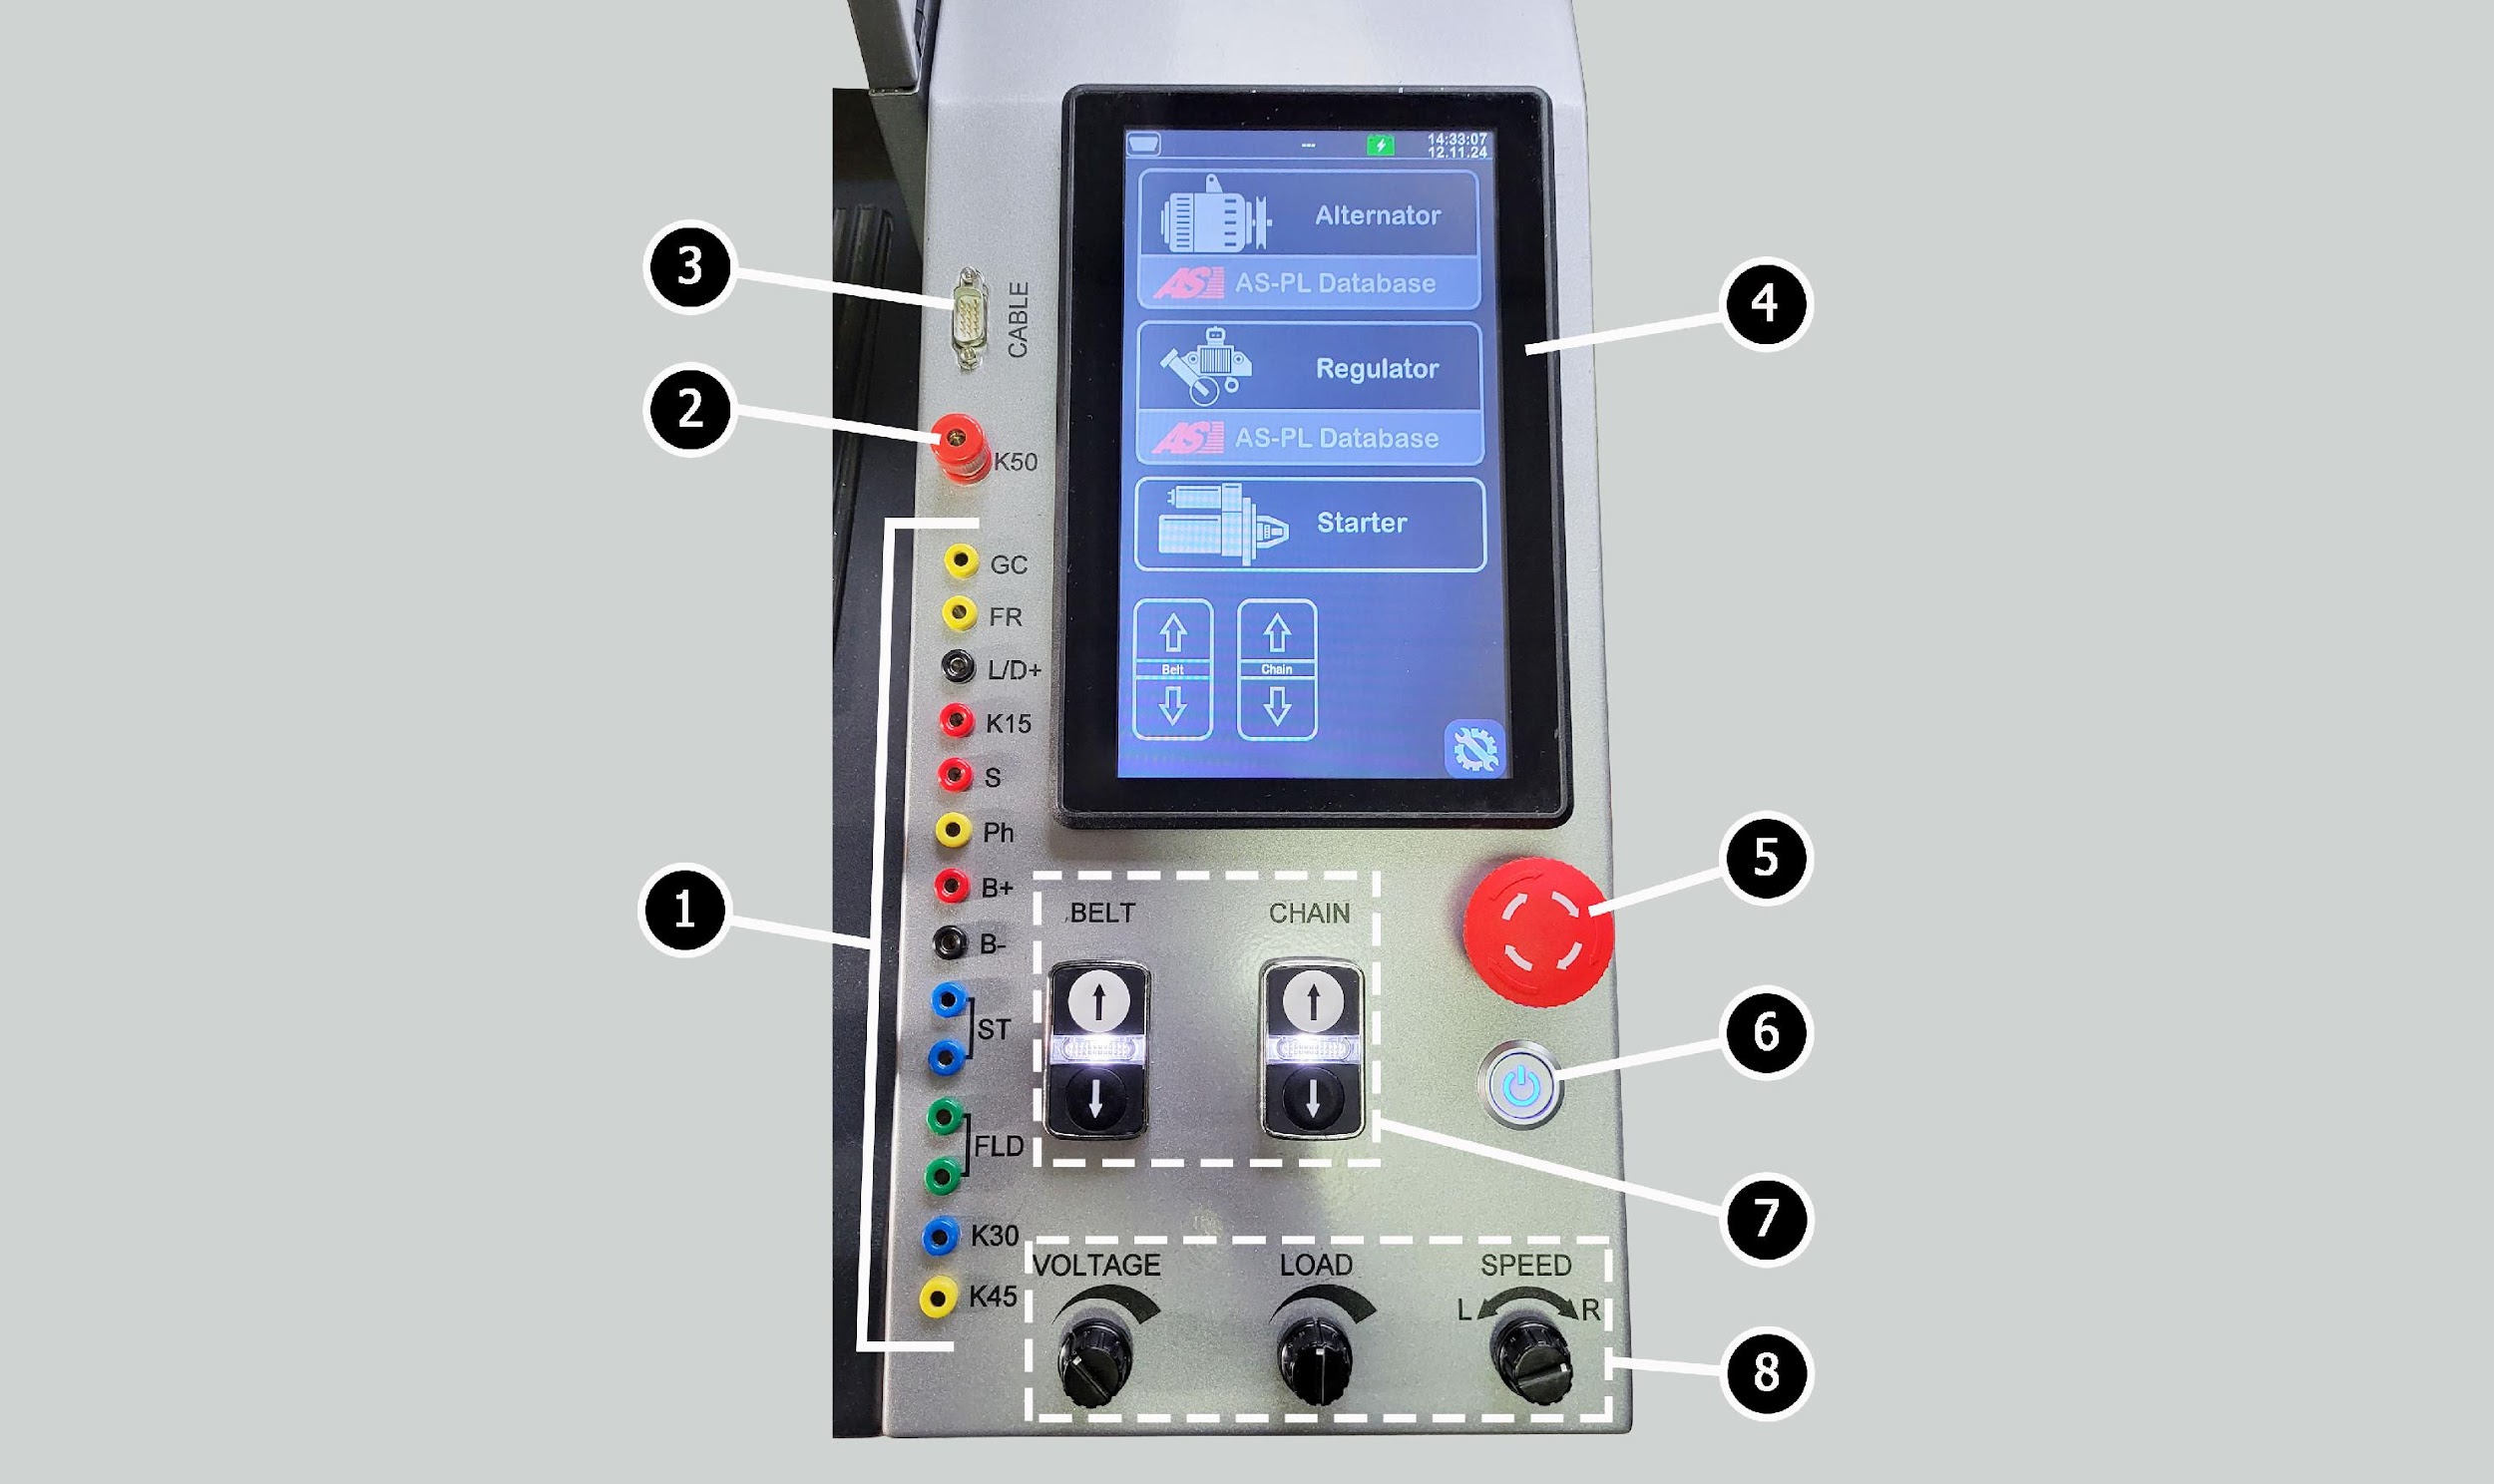 3
CABLE
2
K50
GC
FR
L/D+
K15
S
Ph
B+
B-
ST
FLD
K30
K45
1
---
14:33:07
12.11.24
Alternator
AS AS-PL Database
Regulator
AS AS-PL Database
Starter
Belt
Chain
4
5
6
BELT
CHAIN
7
VOLTAGE
LOAD
SPEED
L R
8